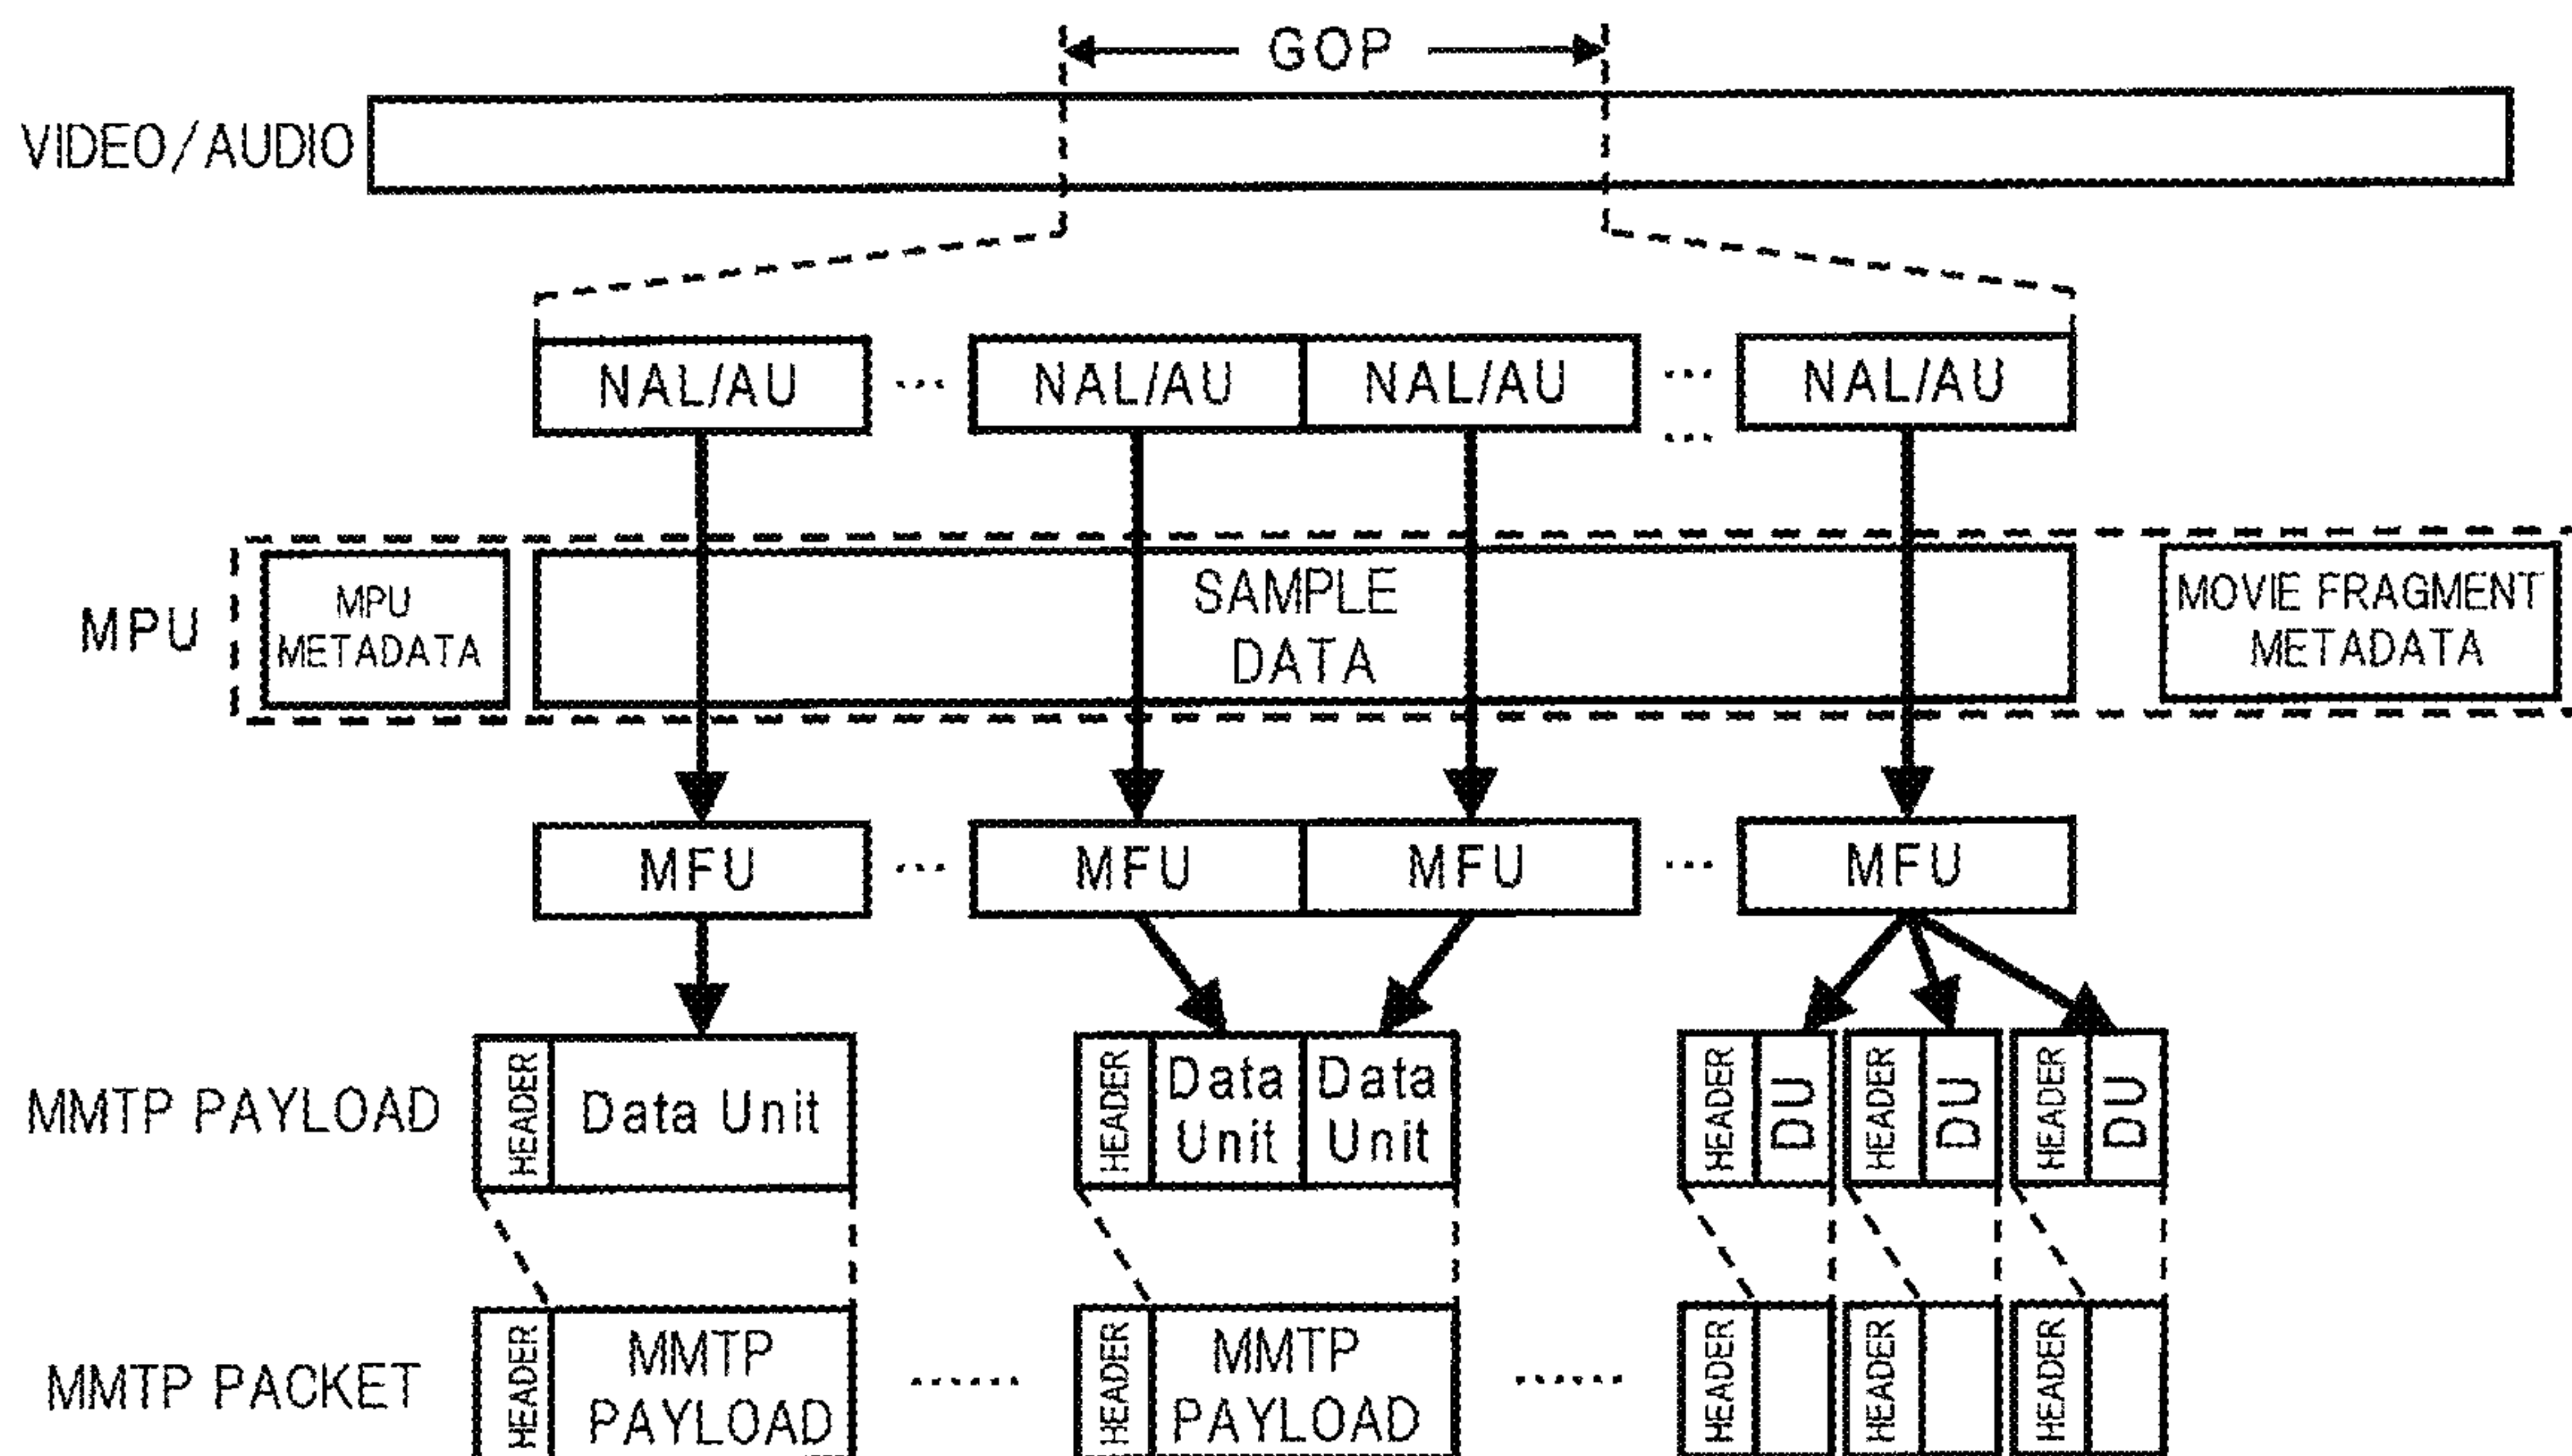 GOP
VIDEO/AUDIO
NAL/AU ... NAL/AU NAL/AU ... NAL/AU
...
MPU
MPU
METADATA
SAMPLE
DATA
MOVIE FRAGMENT
METADATA
MFU ... MFU MFU ... MFU
MMTP PAYLOAD
HEADER
Data Unit
HEADER
Data
Unit
Data
Unit
HEADER
DU
HEADER
DU
HEADER
DU
MMTP PACKET
HEADER
MMTP
PAYLOAD
......
HEADER
MMTP
PAYLOAD
......
HEADER
HEADER
HEADER